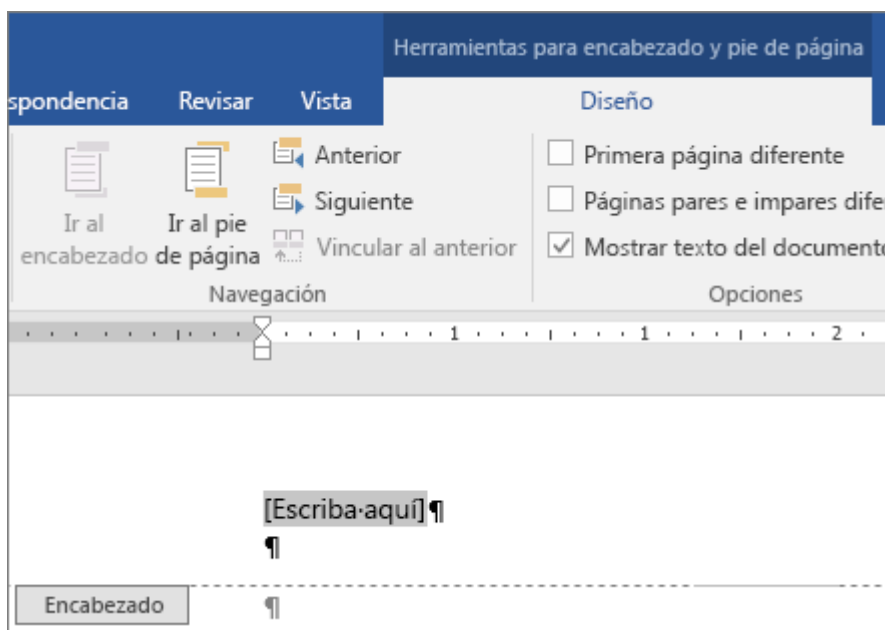 Herramientas para encabezado y pie de página
spondencia Revisar Vista Diseño
Ir al encabezado
Ir al pie de página
Anterior
Siguiente
Vincular al anterior
Navegación
Primera página diferente
Páginas pares e impares dife
Mostrar texto del documento
Opciones
1 1 2
[Escriba·aquí]¶
¶
Encabezado ¶